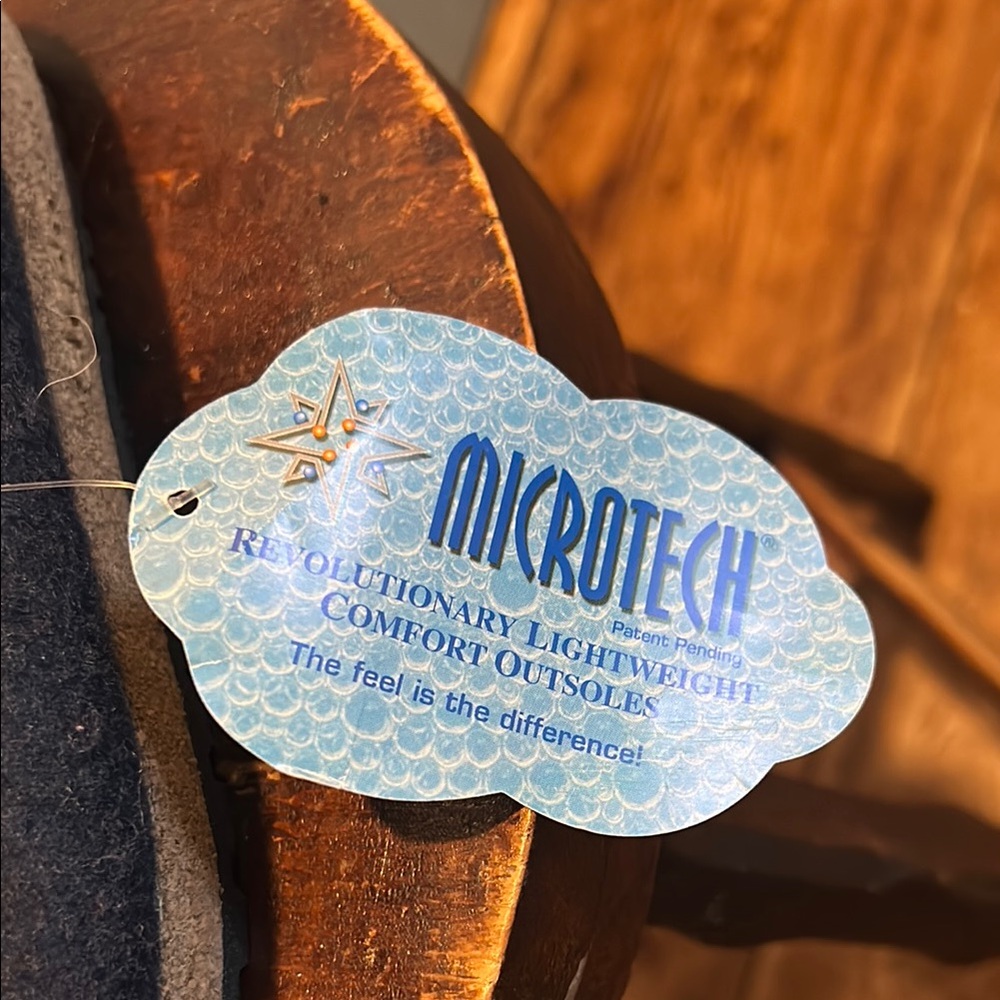 MICROTECH®
Patent Pending
REVOLUTIONARY LIGHTWEIGHT
COMFORT OUTSOLES
The feel is the difference!